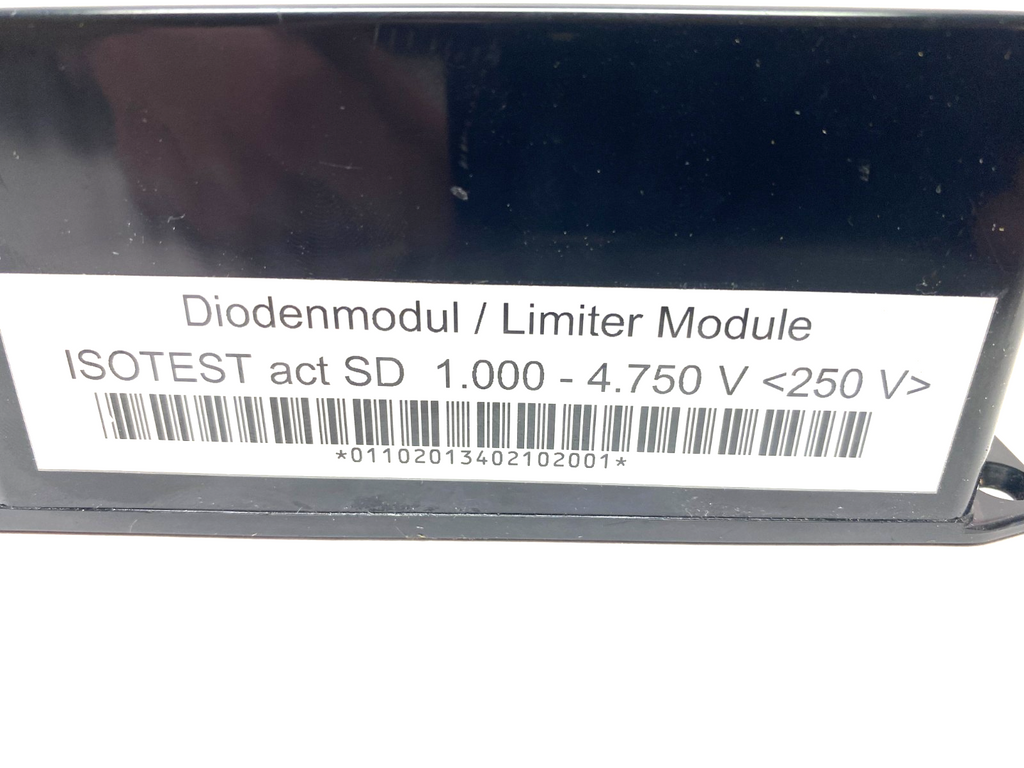 Diodenmodul / Limiter Module
ISOTEST act SD 1.000 - 4.750 V <250 V>
*01102013402102001*